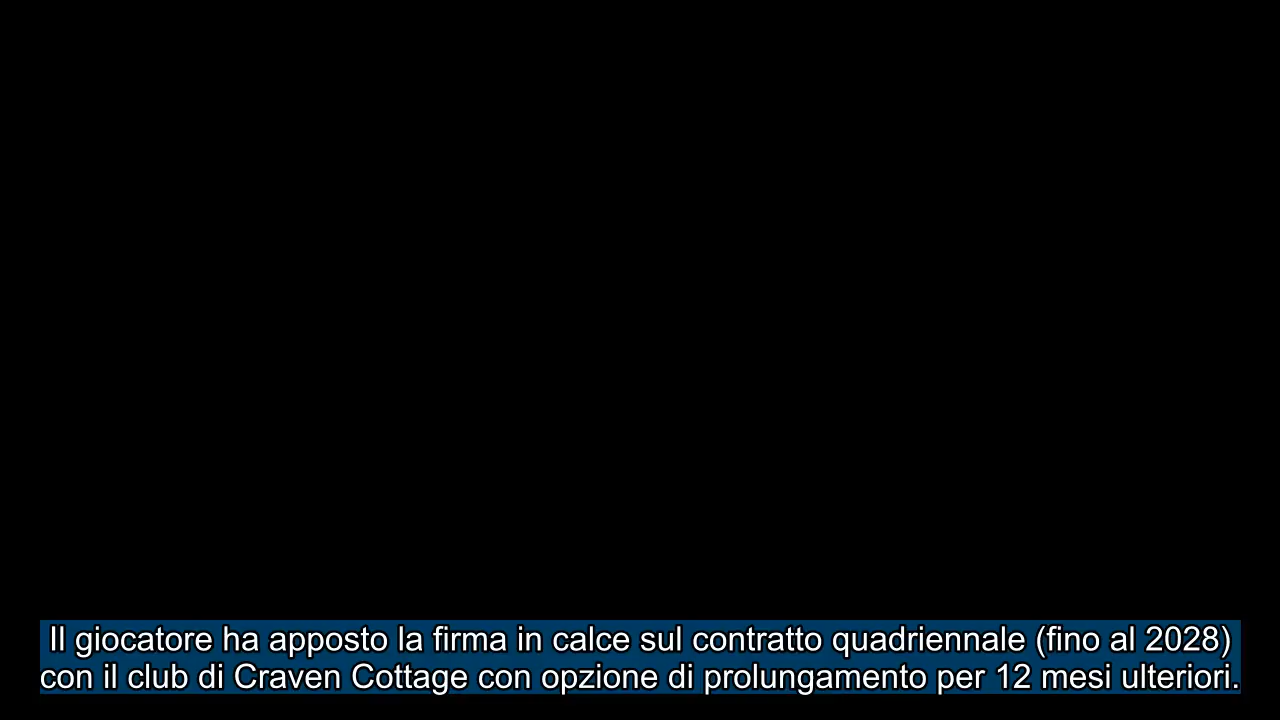 Il giocatore ha apposto la firma in calce sul contratto quadriennale (fino al 2028)
con il club di Craven Cottage con opzione di prolungamento per 12 mesi ulteriori.